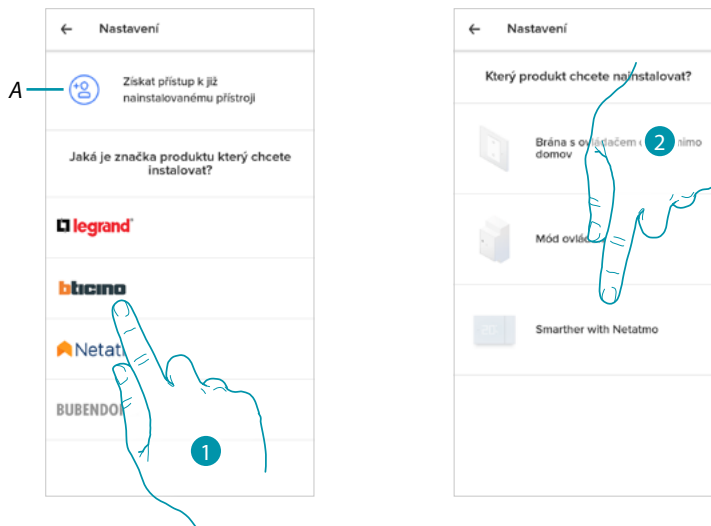 ← Nastavení
A
Získat přístup k již
nainstalovanému přístroji
Jaká je značka produktu který chcete
instalovat?
legrand
bticino
1
← Nastavení
Který produkt chcete nainstalovat?
Brána s ovládačem
domov
2
Mód
Smarther with Netatmo